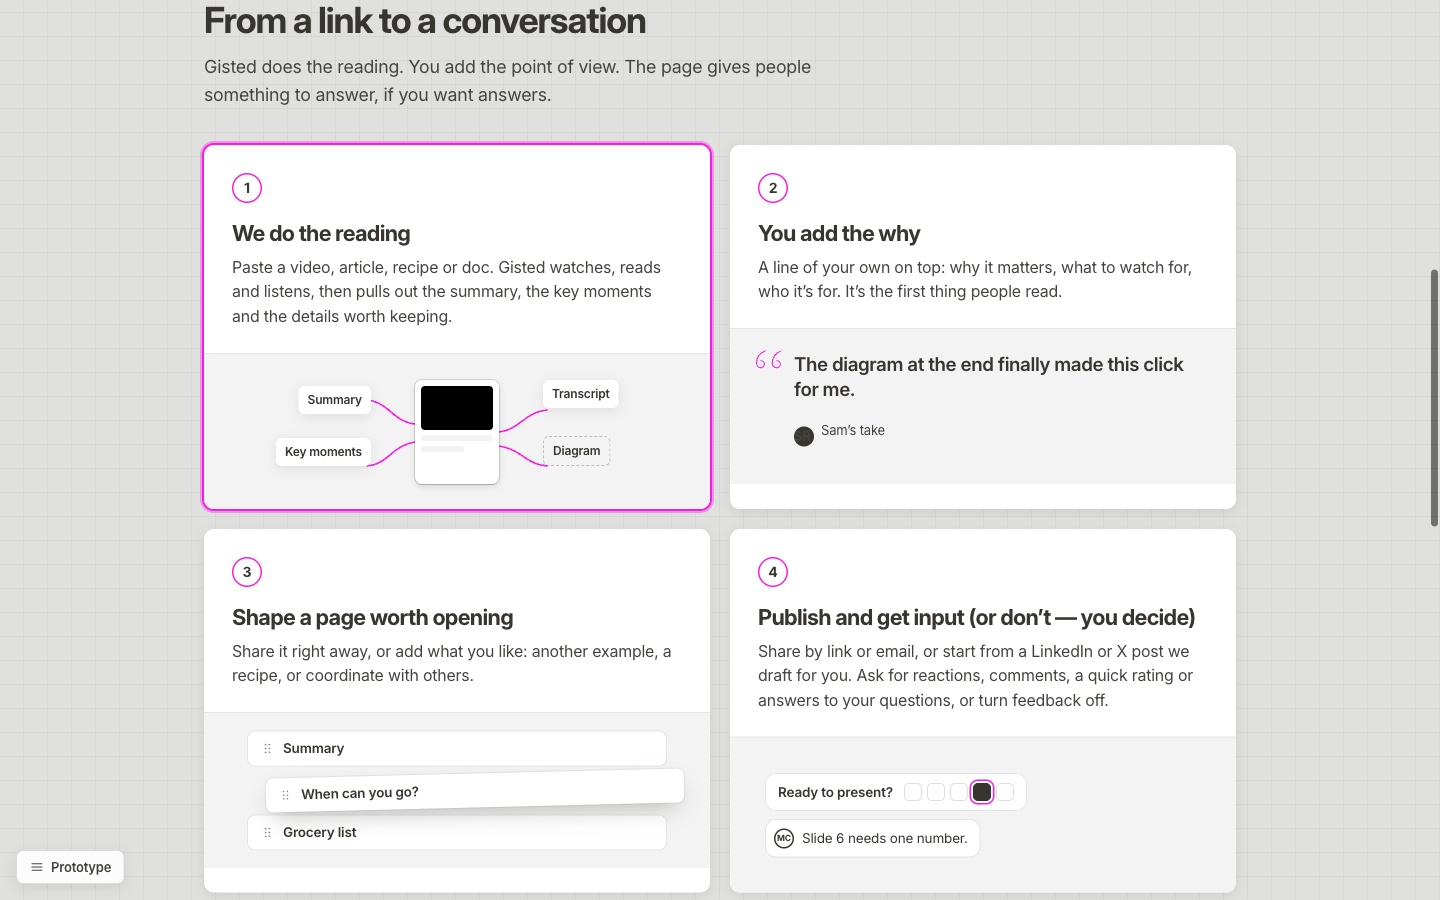 From a link to a conversation
Gisted does the reading. You add the point of view. The page gives people
something to answer, if you want answers.
1
We do the reading
Paste a video, article, recipe or doc. Gisted watches, reads
and listens, then pulls out the summary, the key moments
and the details worth keeping.
Summary
Transcript
Key moments
Diagram
2
You add the why
A line of your own on top: why it matters, what to watch for,
who it’s for. It’s the first thing people read.
“ The diagram at the end finally made this click
for me.
Sam’s take
3
Shape a page worth opening
Share it right away, or add what you like: another example, a
recipe, or coordinate with others.
Summary
When can you go?
Grocery list
4
Publish and get input (or don’t — you decide)
Share by link or email, or start from a LinkedIn or X post we
draft for you. Ask for reactions, comments, a quick rating or
answers to your questions, or turn feedback off.
Ready to present?
MC Slide 6 needs one number.
Prototype